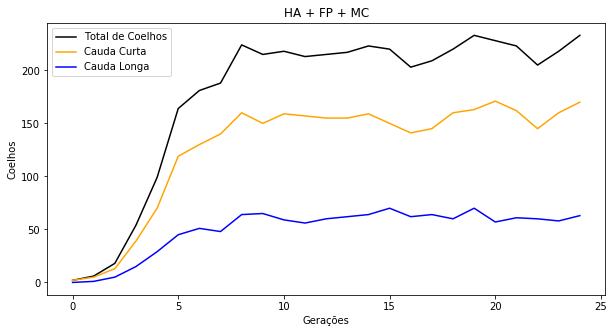 HA + FP + MC
Total de Coelhos
Cauda Curta
Cauda Longa
Coelhos
200
150
100
50
0
0 5 10 15 20 25
Gerações